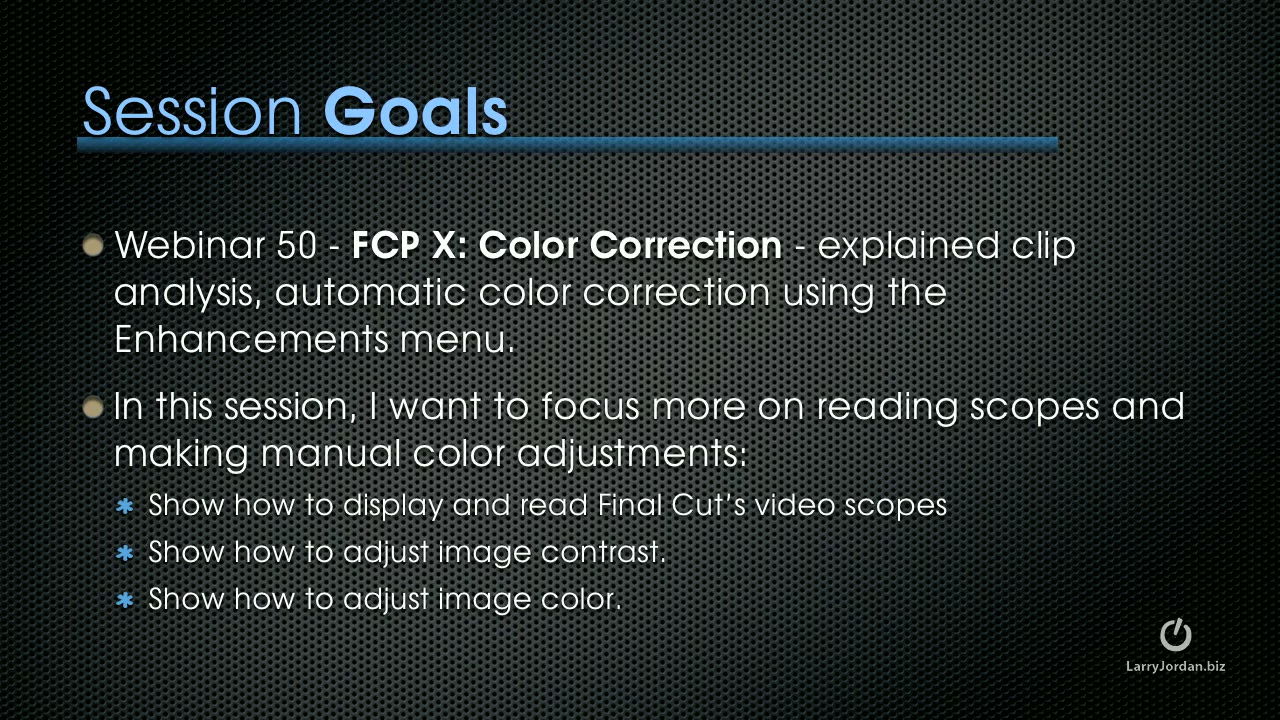 Session Goals
Webinar 50 - FCP X: Color Correction - explained clip
analysis, automatic color correction using the
Enhancements menu.
In this session, I want to focus more on reading scopes and
making manual color adjustments:
Show how to display and read Final Cut’s video scopes
Show how to adjust image contrast.
Show how to adjust image color.
LarryJordan.biz